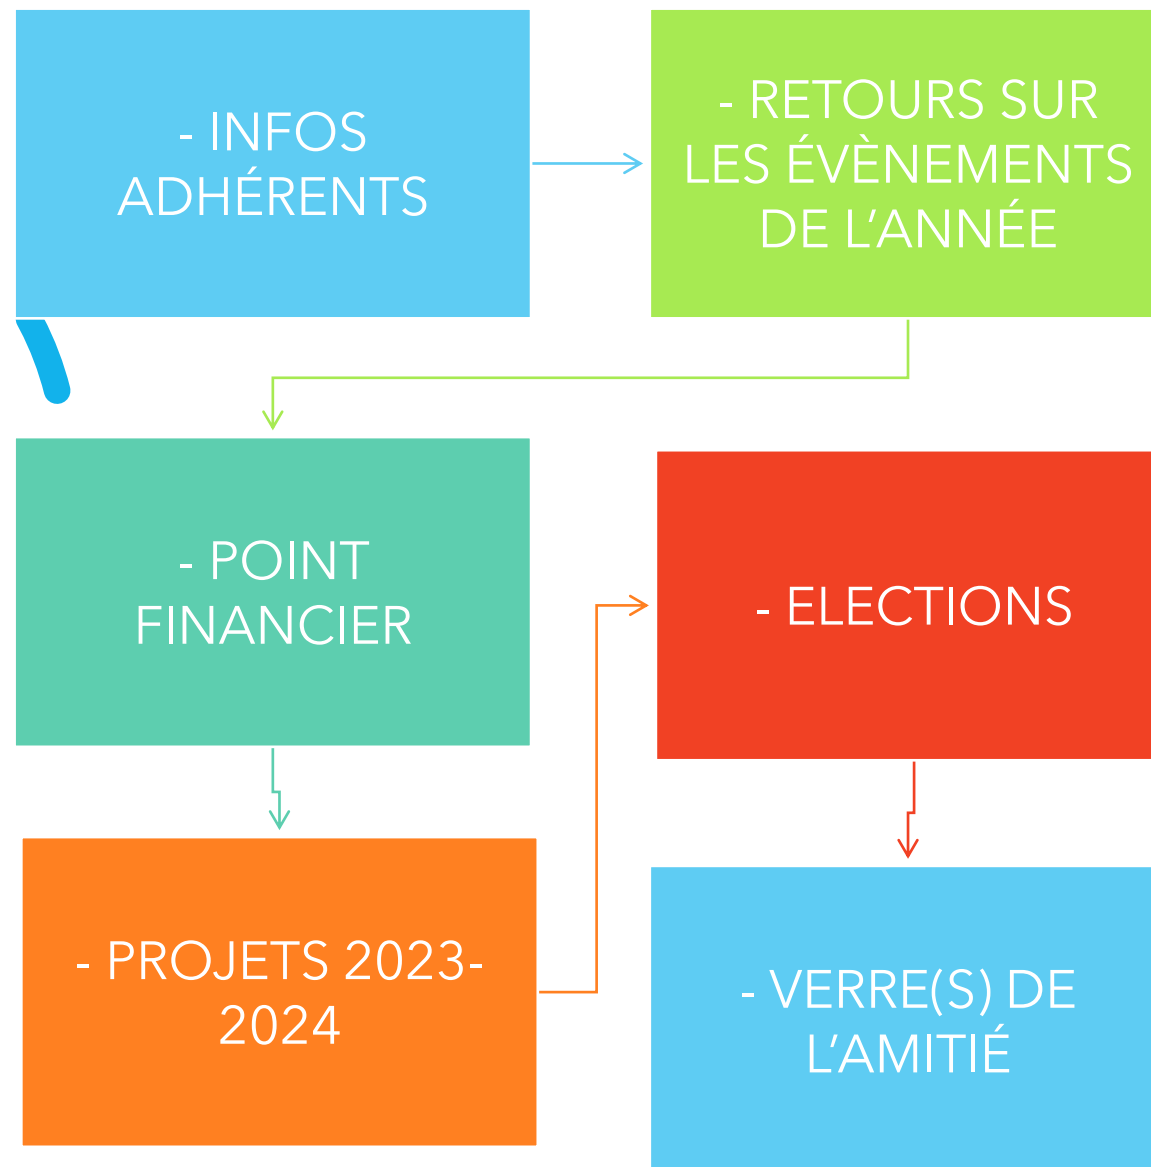 - INFOS
ADHÉRENTS
- RETOURS SUR
LES ÉVÈNEMENTS
DE L’ANNÉE
- POINT
FINANCIER
- PROJETS 2023-
2024
- ELECTIONS
- VERRE(S) DE
L’AMITIÉ